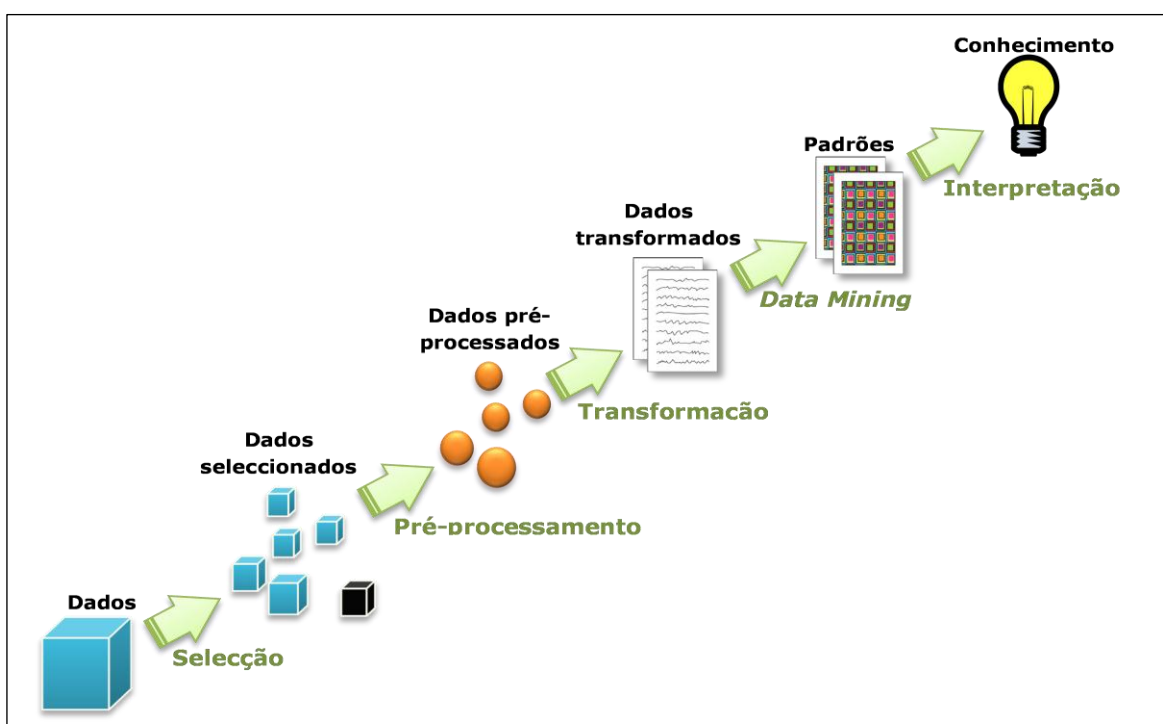 Conhecimento
Padrões
Interpretação
Dados
transformados
Data Mining
Dados pré-
processados
Transformacão
Dados
seleccionados
Pré-processamento
Dados
Selecção